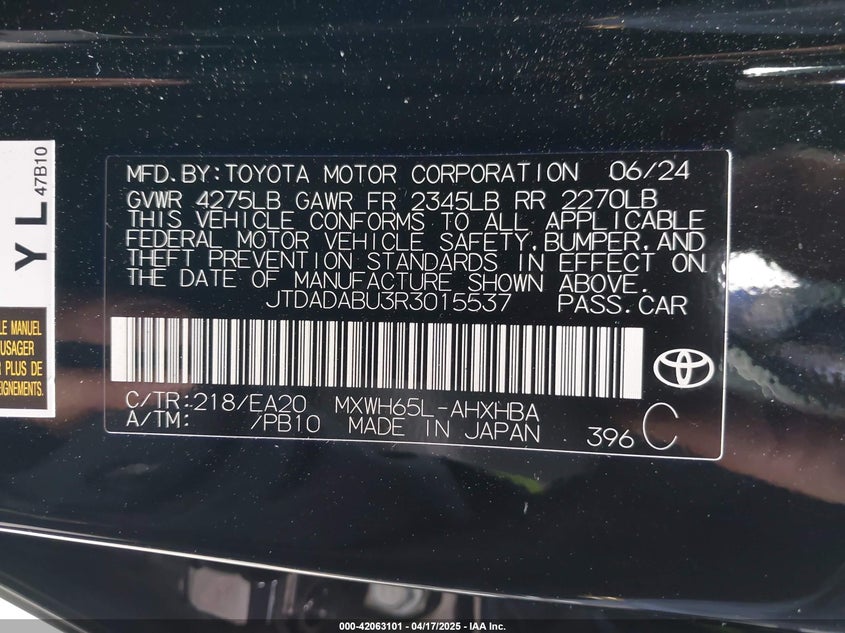 MFD.BY:TOYOTA MOTOR CORPORATION 06/24
GVWR 4275LB GAWR FR 2345LB RR 2270LB
THIS VEHICLE CONFORMS TO ALL APPLICABLE
FEDERAL MOTOR VEHICLE SAFETY,BUMPER,AND
THEFT PREVENTION STANDARDS IN EFFECT ON
THE DATE OF MANUFACTURE SHOWN ABOVE.
JTDADABU3R3015537 PASS.CAR
C/TR:218/EA20 MXWH65L-AHXHBA
A/TM: /PB10 MADE IN JAPAN 396 C
Y L
47B10
LE MANUEL
USAGER
PLUS DE
EIGNEMENTS.
000-42063101 - 04/17/2025 - IAA Inc.